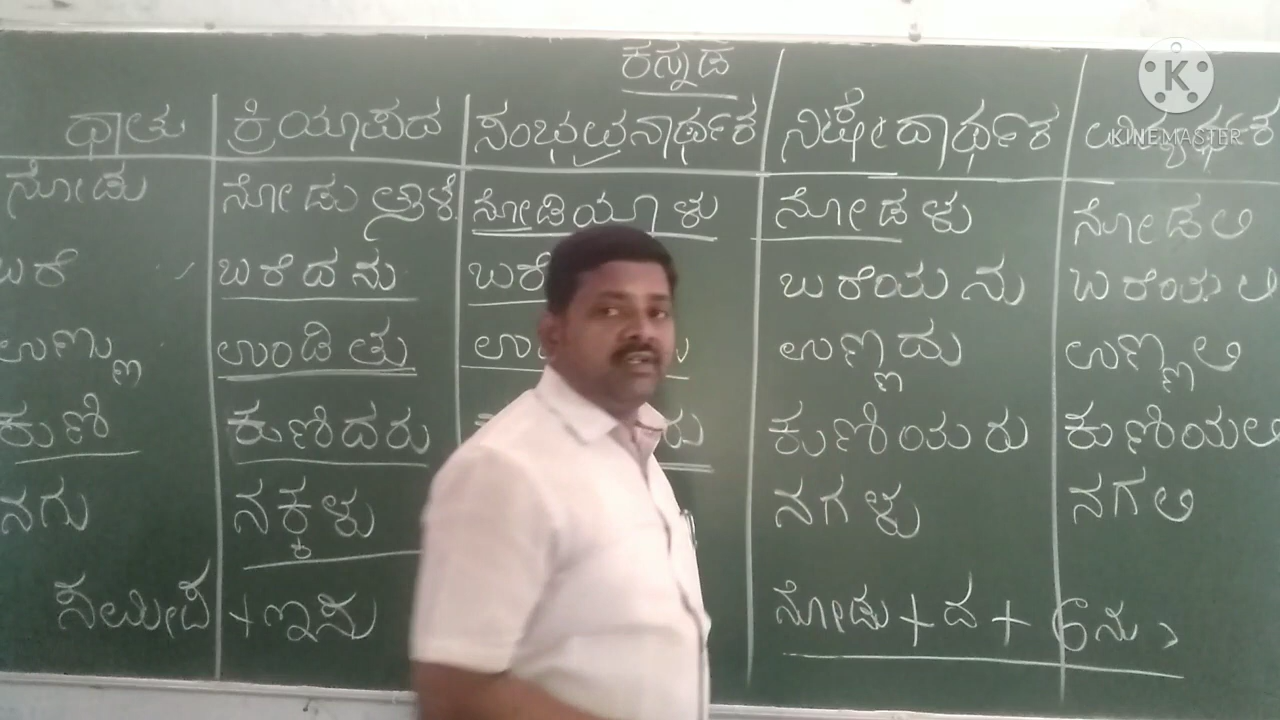 ಕನ್ನಡ
KINEMASTER
ಧಾತು ಕ್ರಿಯಾಪದ ಸಂಭಾವನಾರ್ಥಕ ನಿಷೇದಾರ್ಥಕ
ನೋಡು ನೋಡು ನೋಡಿಯಾಳು ನೋಡಳು ನೋಡಲಿ
ಬರೆ ಬರೆದನು ಬರೆಯನು ಬರೆಯಲಿ
ಉಣ್ಣು ಉಂಡಿತು ಉಣ್ಣದು ಉಣ್ಣಲಿ
ಕುಣಿ ಕುಣಿದರು ರು ಕುಣಿಯರು ಕುಣಿಯಲಿ
ನಗು ನಕ್ಕಳು ನಗಳು ನಗಲಿ
ನೋಡು + ದ +